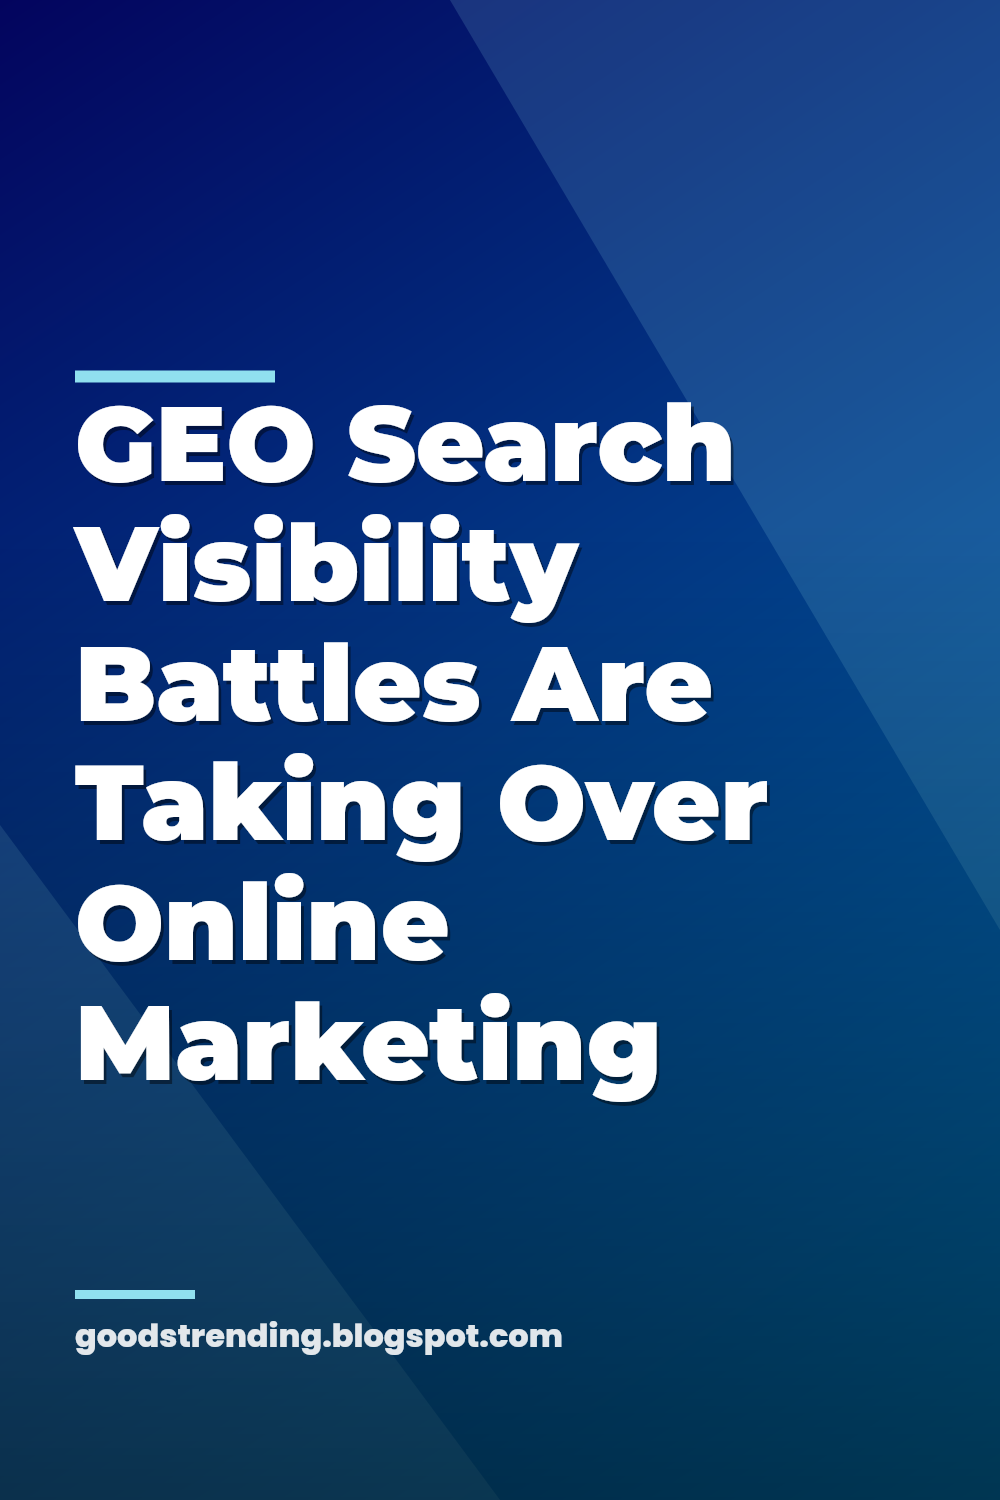 GEO Search
Visibility
Battles Are
Taking Over
Online
Marketing
goodstrending.blogspot.com